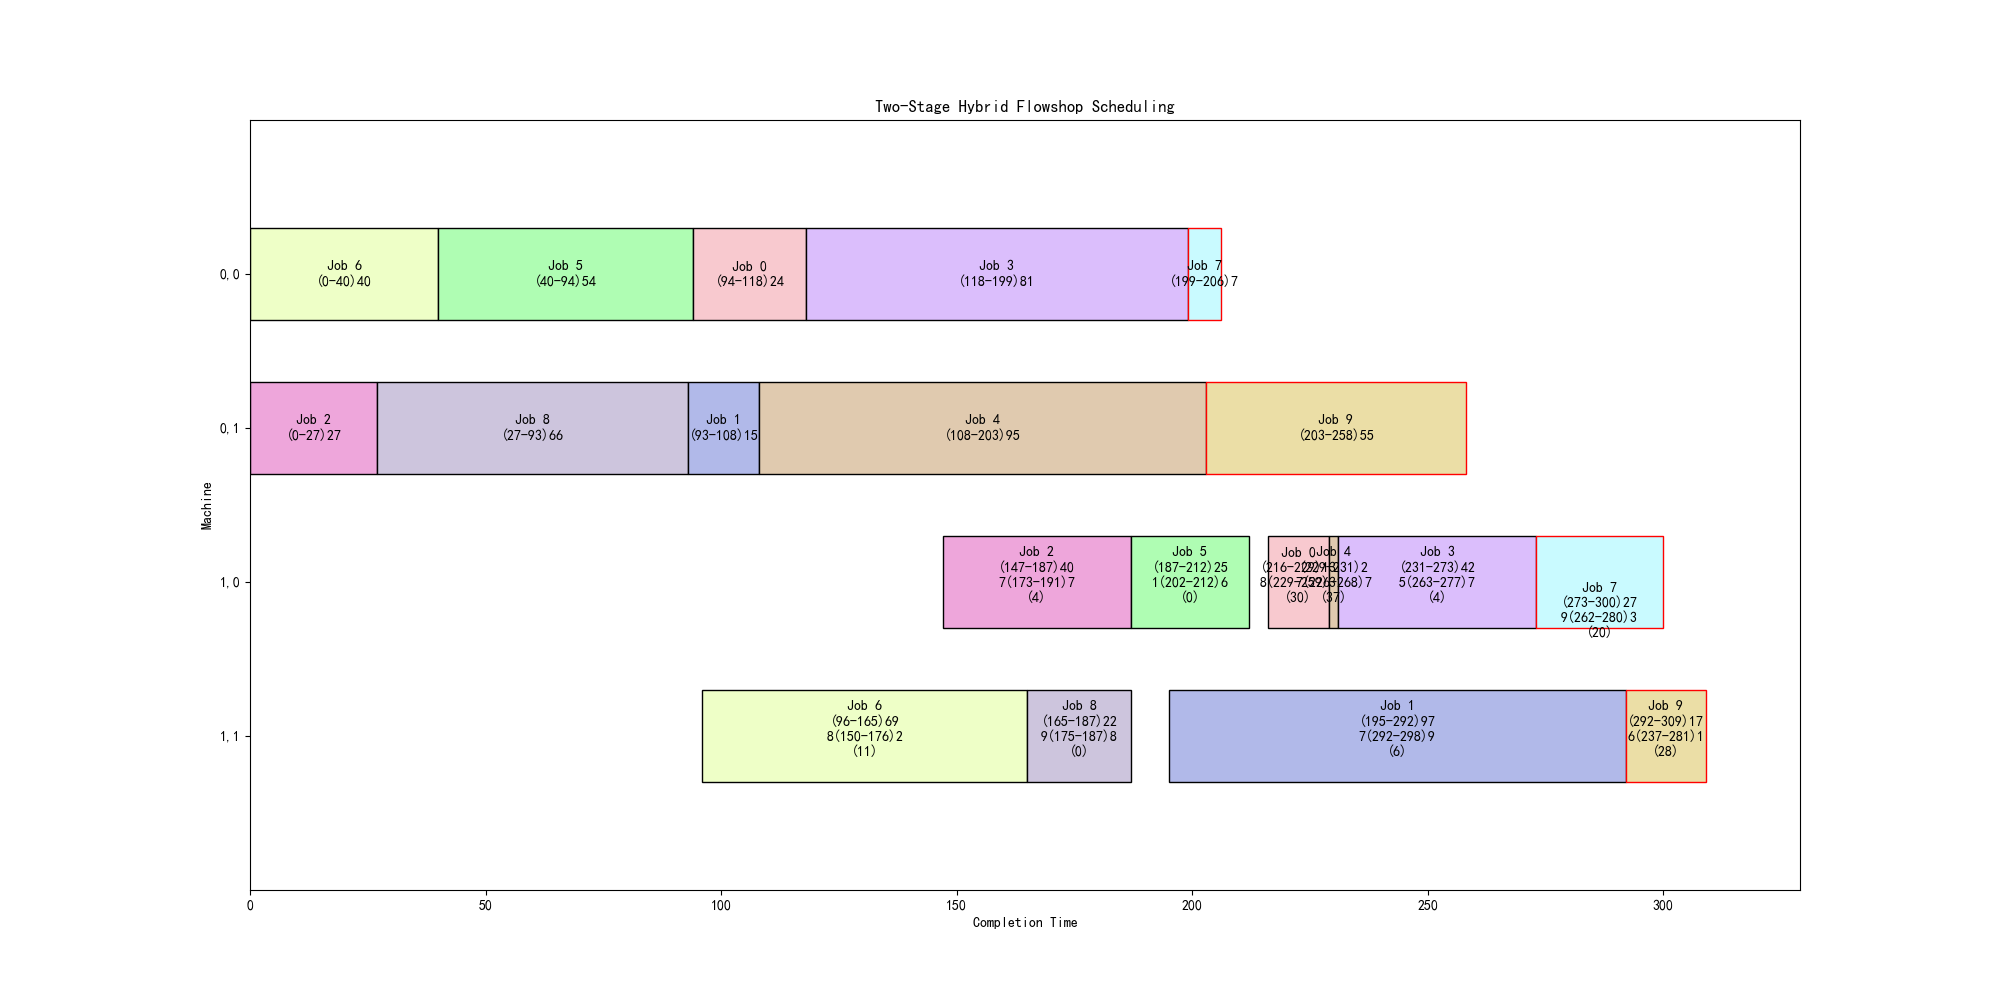 Two-Stage Hybrid Flowshop Scheduling
0,0
Job 6
(0-40)40
Job 5
(40-94)54
Job 0
(94-118)24
Job 3
(118-199)81
Job 7
(199-206)7
0,1
Job 2
(0-27)27
Job 8
(27-93)66
Job 1
(93-108)15
Job 4
(108-203)95
Job 9
(203-258)55
Machine
1,0
Job 2
(147-187)40
7(173-191)7
(4)
Job 5
(187-212)25
1(202-212)6
(0)
Job 0
(216-229)13
(30)
Job 4
(229-231)2
(37)
Job 3
(231-273)42
5(263-277)7
(4)
Job 7
(273-300)27
9(262-280)3
(20)
1,1
Job 6
(96-165)69
8(150-176)2
(11)
Job 8
(165-187)22
9(175-187)8
(0)
Job 1
(195-292)97
7(292-298)9
(6)
Job 9
(292-309)17
6(237-281)1
(28)
0
50
100
150
200
250
300
Completion Time